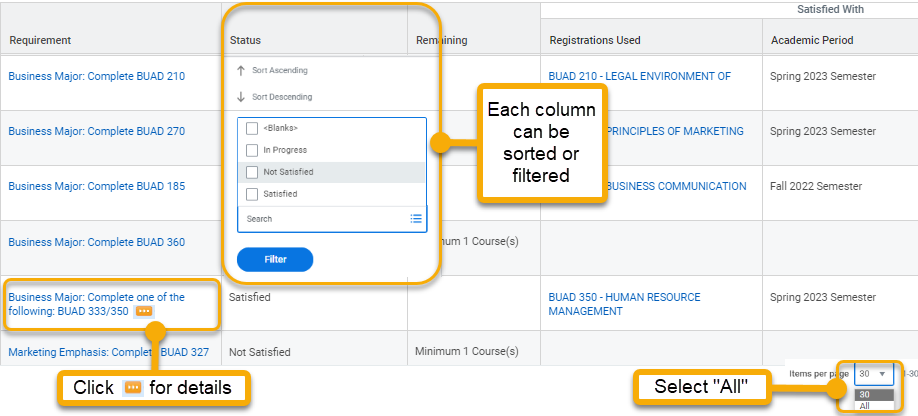 Satisfied With
Requirement
Status
Remaining
Registrations Used
Academic Period
Business Major: Complete BUAD 210
Sort Ascending
Sort Descending
BUAD 210 - LEGAL ENVIRONMENT OF
Spring 2023 Semester
Each column
can be
sorted or
filtered
Business Major: Complete BUAD 270
<Blanks>
In Progress
PRINCIPLES OF MARKETING
Spring 2023 Semester
Business Major: Complete BUAD 185
Not Satisfied
Satisfied
BUSINESS COMMUNICATION
Fall 2022 Semester
Search
Business Major: Complete BUAD 360
Filter
1 Course(s)
Business Major: Complete one of the
following: BUAD 333/350
Satisfied
BUAD 350 - HUMAN RESOURCE
MANAGEMENT
Spring 2023 Semester
Marketing Emphasis: Complete BUAD 327
Not Satisfied
Minimum 1 Course(s)
Click ... for details
Select "All"
Items per page
30
1-30
30
All